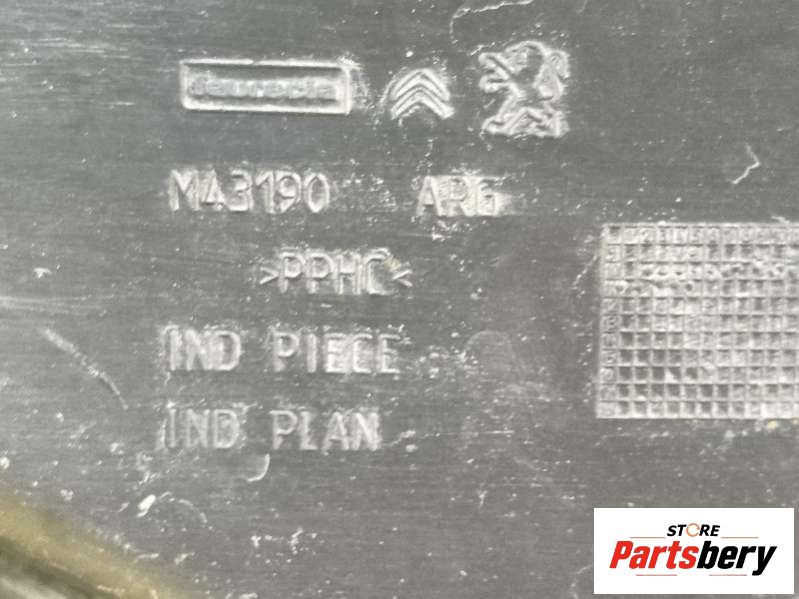 faurecia
M43190 ARG
>PPHC<
IND PIECE
IND PLAN
STORE
Partsbery